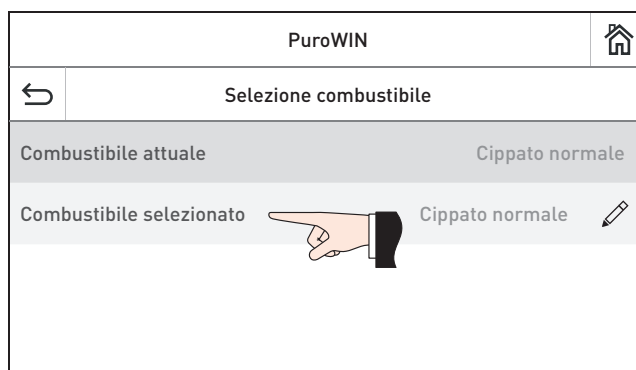 PuroWIN
Selezione combustibile
Combustibile attuale Cippato normale
Combustibile selezionato Cippato normale